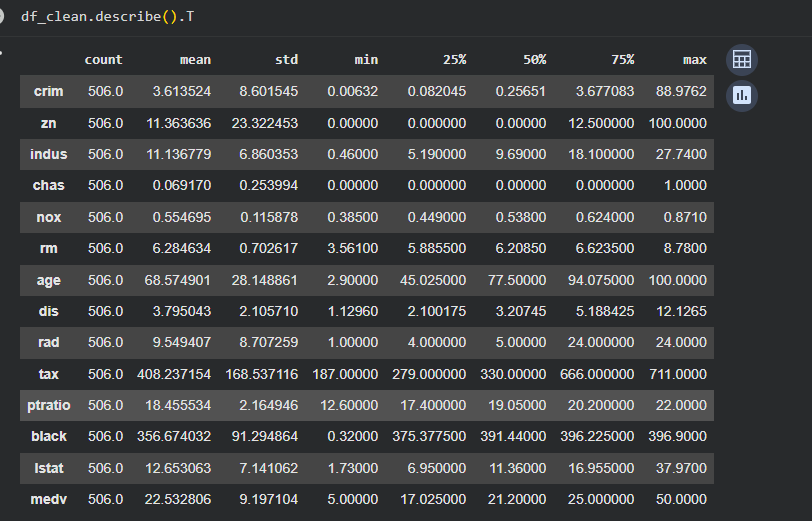 df_clean.describe().T
count mean std min 25% 50% 75% max
crim 506.0 3.613524 8.601545 0.00632 0.082045 0.25651 3.677083 88.9762
zn 506.0 11.363636 23.322453 0.00000 0.000000 0.00000 12.500000 100.0000
indus 506.0 11.136779 6.860353 0.46000 5.190000 9.69000 18.100000 27.7400
chas 506.0 0.069170 0.253994 0.00000 0.000000 0.00000 0.000000 1.0000
nox 506.0 0.554695 0.115878 0.38500 0.449000 0.53800 0.624000 0.8710
rm 506.0 6.284634 0.702617 3.56100 5.885500 6.20850 6.623500 8.7800
age 506.0 68.574901 28.148861 2.90000 45.025000 77.50000 94.075000 100.0000
dis 506.0 3.795043 2.105710 1.12960 2.100175 3.20745 5.188425 12.1265
rad 506.0 9.549407 8.707259 1.00000 4.000000 5.00000 24.000000 24.0000
tax 506.0 408.237154 168.537116 187.00000 279.000000 330.00000 666.000000 711.0000
ptratio 506.0 18.455534 2.164946 12.60000 17.400000 19.05000 20.200000 22.0000
black 506.0 356.674032 91.294864 0.32000 375.377500 391.44000 396.225000 396.9000
lstat 506.0 12.653063 7.141062 1.73000 6.950000 11.36000 16.955000 37.9700
medv 506.0 22.532806 9.197104 5.00000 17.025000 21.20000 25.000000 50.0000